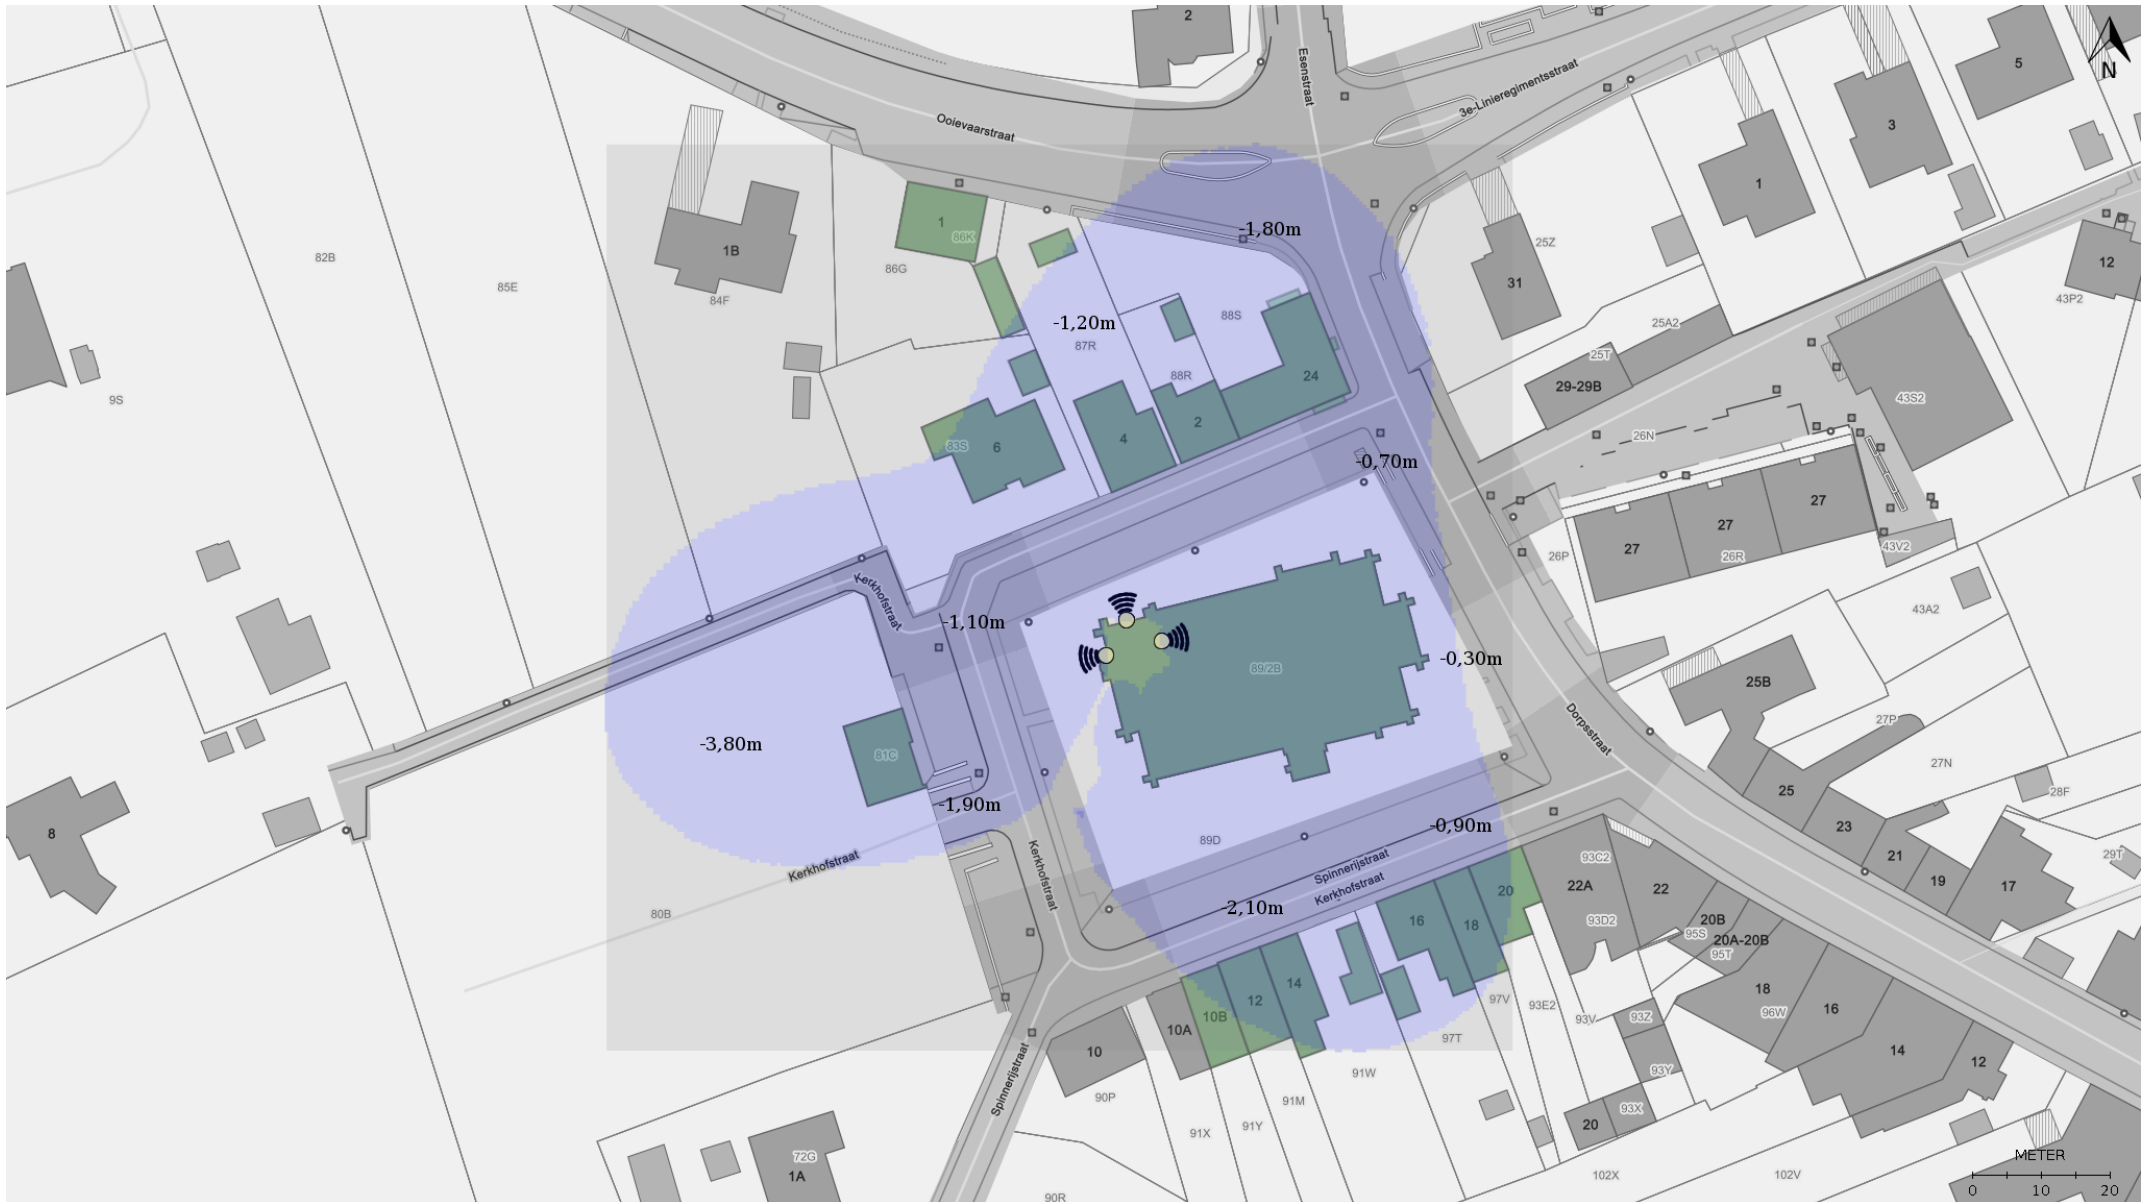 2
5
N
Esenstraat
3e-Linieregimentsstraat
Ooievaarstraat
3
1
1
86K
-1,80m
25Z
1B
82B
86G
12
85E
31
84F
43P2
88S
-1,20m
25A2
87R
25T
88R
24
29-29B
9S
43S2
2
4
26N
83S
6
-0,70m
27
27
27
26P
26R
43V2
Kerkhofstraat
43A2
-1,10m
89/2B
-0,30m
25B
Dorpsstraat
27P
-3,80m
81C
27N
25
28F
-1,90m
8
-0,90m
23
89D
21
29T
Kerkhofstraat
Kerkhofstraat
Spinnerijstraat
Kerkhofstraat
93C2
22A
22
19
17
20
80B
-2,10m
16
18
93D2
20B
95S
20A-20B
95T
14
12
18
16
96W
97V
93E2
10B
93V
93Z
10A
97T
10
14
12
91W
93Y
Spinnerijstraat
90P
91M
93X
91Y
20
91X
72G
1A
METER
102X
102V
90R
0 10 20